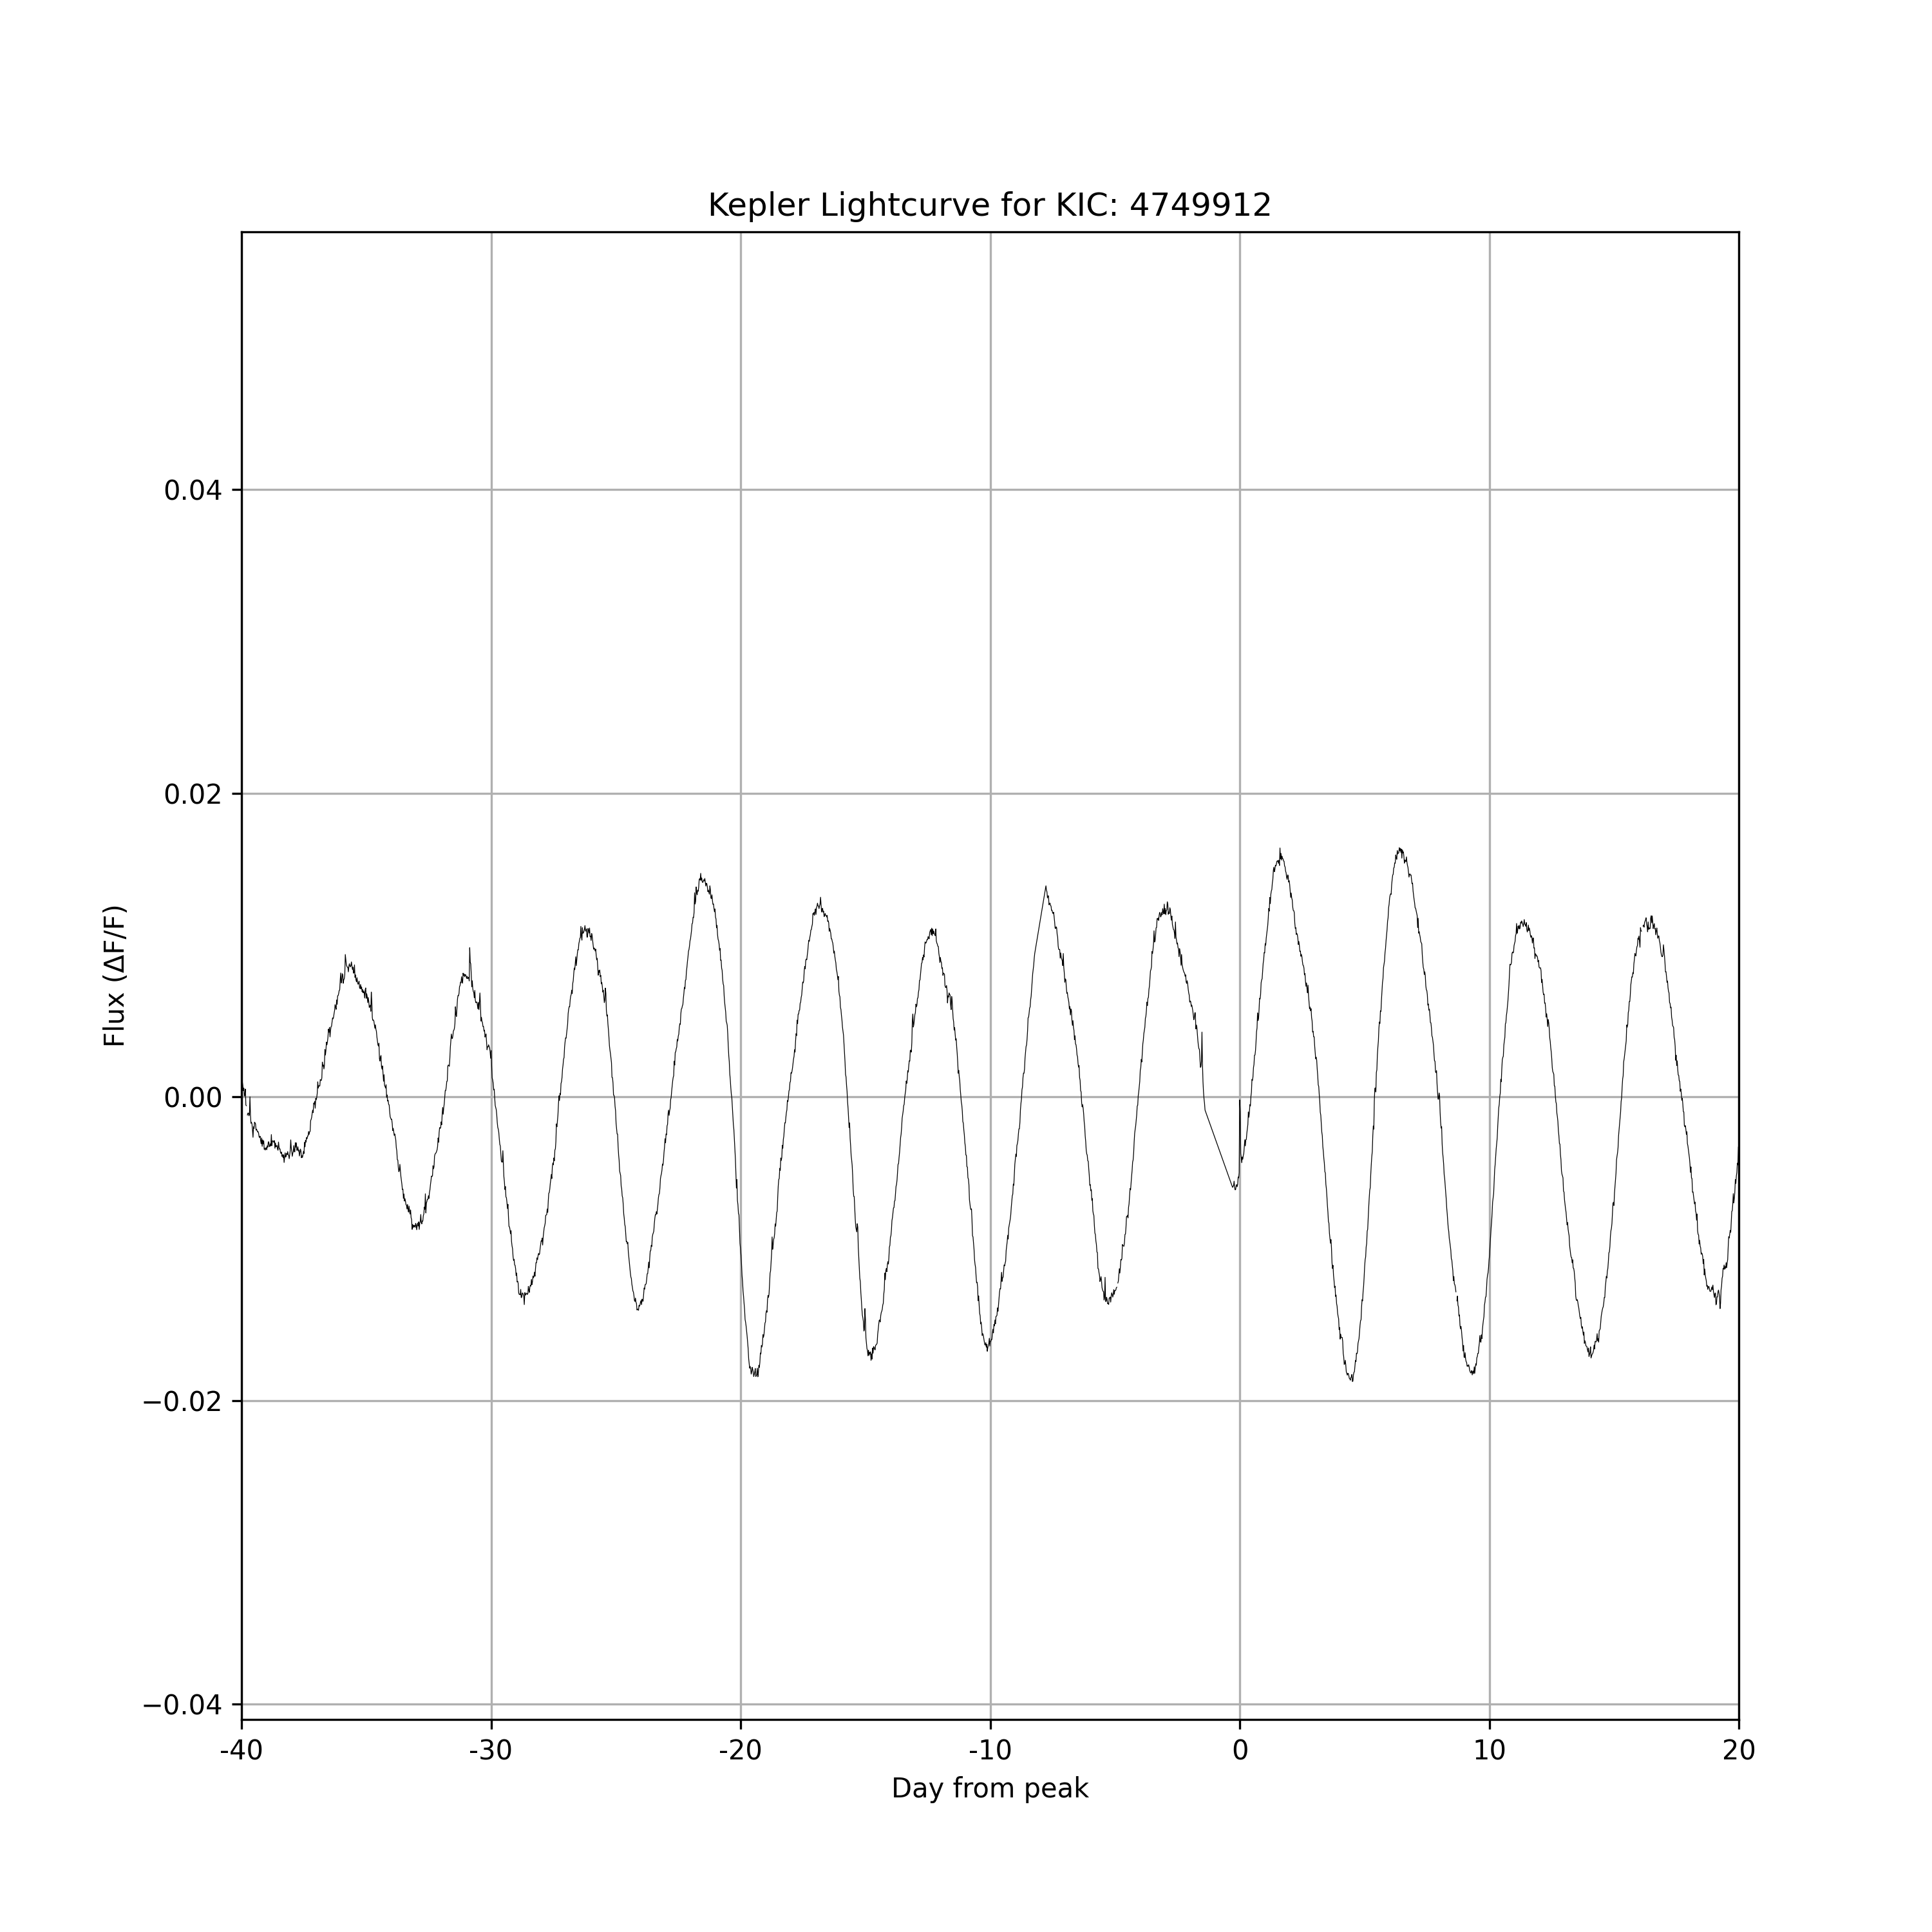 Kepler Lightcurve for KIC: 4749912
Flux (ΔF/F)
0.04
0.02
0.00
−0.02
−0.04
-40 -30 -20 -10 0 10 20
Day from peak